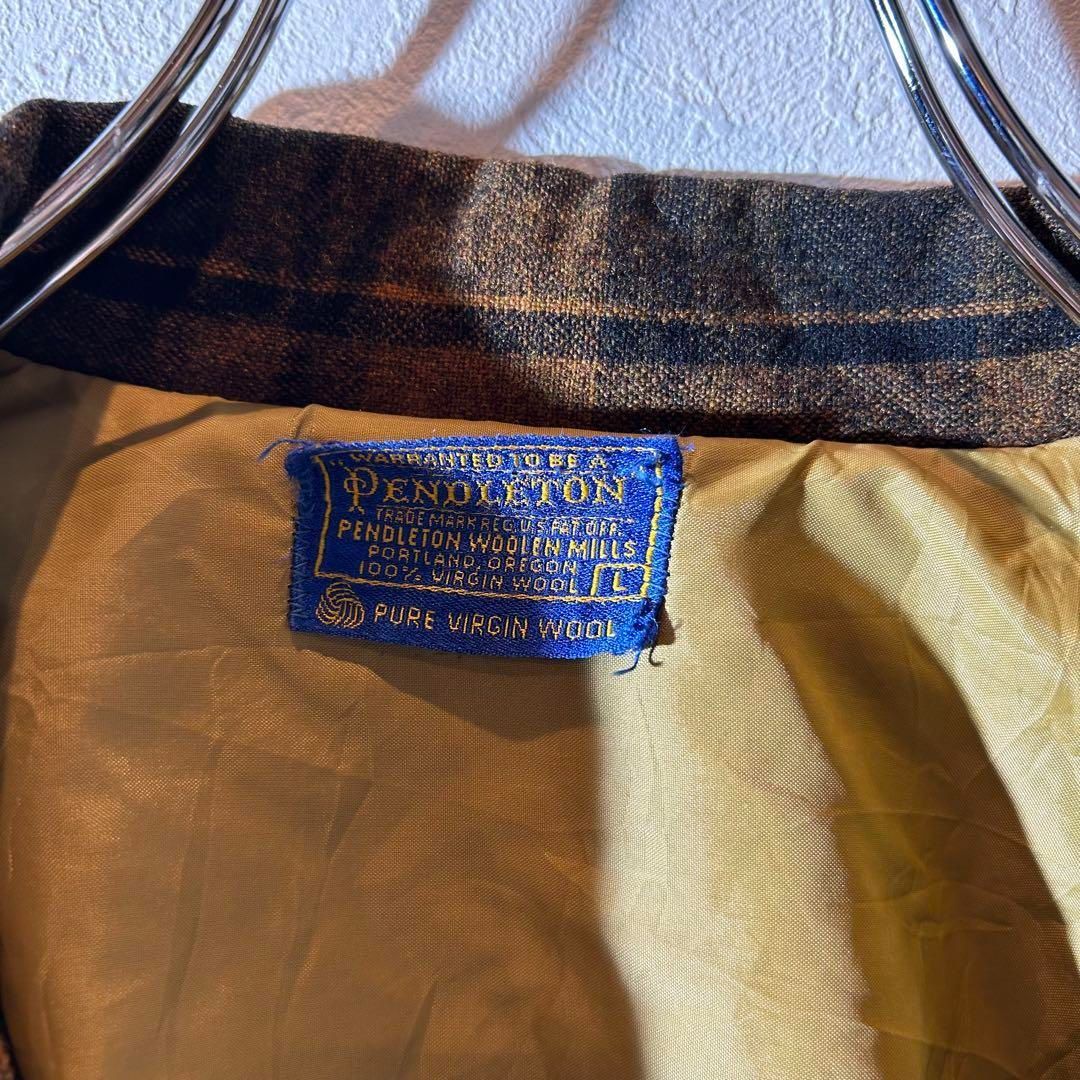 "WARRANTED TO BE A
PENDLETON
TRADE MARK REG. U.S. PAT. OFF."
PENDLETON WOOLEN MILLS
PORTLAND, OREGON
100% VIRGIN WOOL L
PURE VIRGIN WOOL